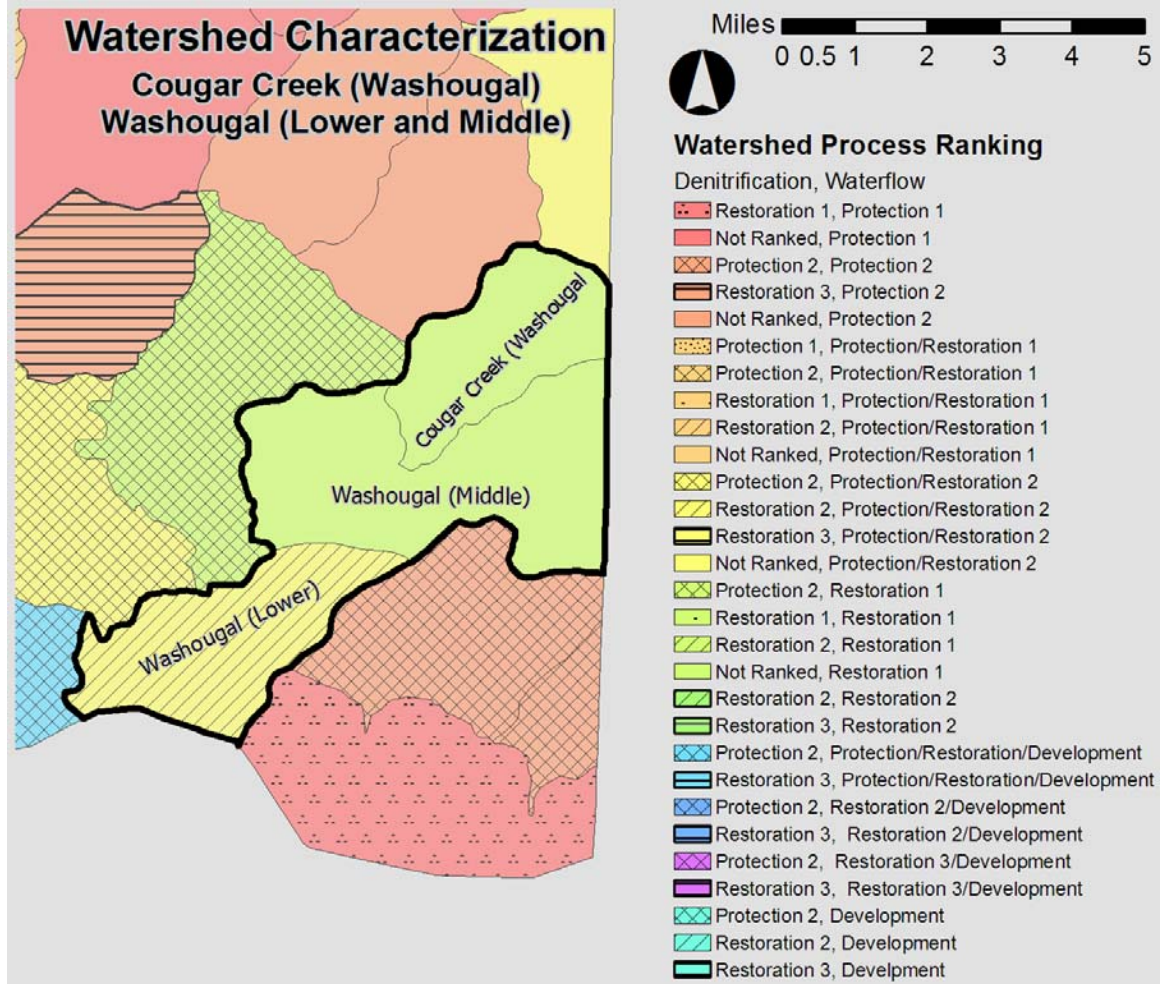 Watershed Characterization
Cougar Creek (Washougal)
Washougal (Lower and Middle)
Cougar Creek (Washougal
Washougal (Middle)
Washougal (Lower)
Miles
0 0.5 1 2 3 4 5
Watershed Process Ranking
Denitrification, Waterflow
Restoration 1, Protection 1
Not Ranked, Protection 1
Protection 2, Protection 2
Restoration 3, Protection 2
Not Ranked, Protection 2
Protection 1, Protection/Restoration 1
Protection 2, Protection/Restoration 1
Restoration 1, Protection/Restoration 1
Restoration 2, Protection/Restoration 1
Not Ranked, Protection/Restoration 1
Protection 2, Protection/Restoration 2
Restoration 2, Protection/Restoration 2
Restoration 3, Protection/Restoration 2
Not Ranked, Protection/Restoration 2
Protection 2, Restoration 1
Restoration 1, Restoration 1
Restoration 2, Restoration 1
Not Ranked, Restoration 1
Restoration 2, Restoration 2
Restoration 3, Restoration 2
Protection 2, Protection/Restoration/Development
Restoration 3, Protection/Restoration/Development
Protection 2, Restoration 2/Development
Restoration 3, Restoration 2/Development
Protection 2, Restoration 3/Development
Restoration 3, Restoration 3/Development
Protection 2, Development
Restoration 2, Development
Restoration 3, Develpment